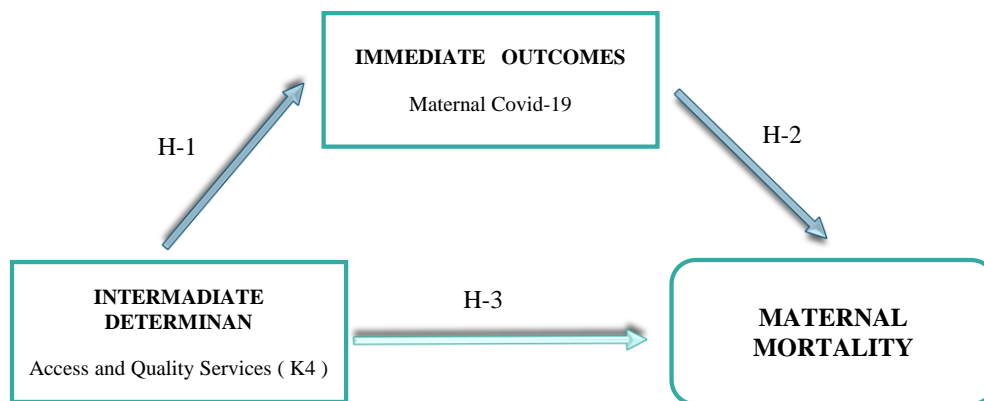 IMMEDIATE OUTCOMES
Maternal Covid-19
H-1
H-2
INTERMADIATE
DETERMINAN
Access and Quality Services ( K4 )
H-3
MATERNAL
MORTALITY